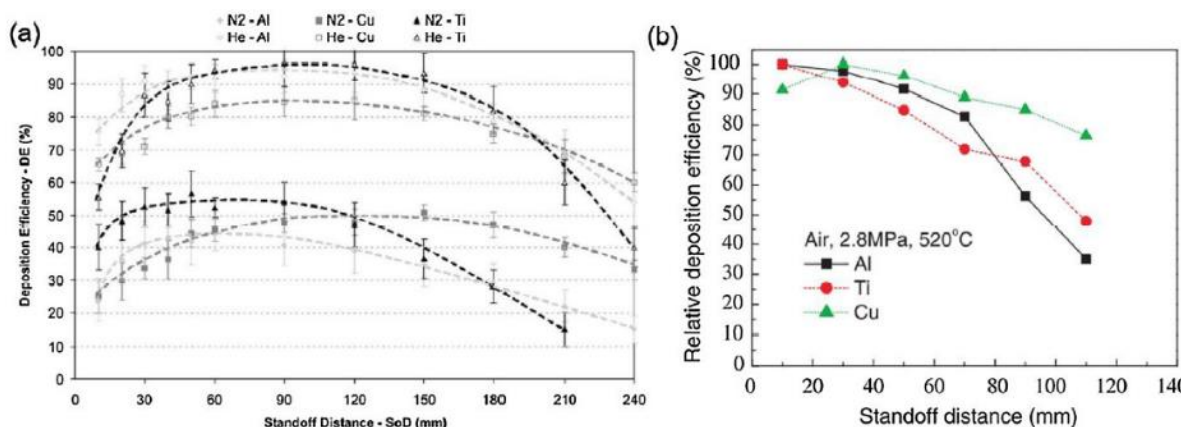 (a)
N2 - Al N2 - Cu N2 - Ti
He - Al He - Cu He - Ti
Deposition Efficiency - DE (%)
100
90
80
70
60
50
40
30
20
10
0
0 30 60 90 120 150 180 210 240
Standoff Distance - SoD (mm)
(b)
Relative deposition efficiency (%)
100
90
80
70
60
50
40
30
20
10
0
Air, 2.8MPa, 520°C
Al
Ti
Cu
0 20 40 60 80 100 120 140
Standoff distance (mm)